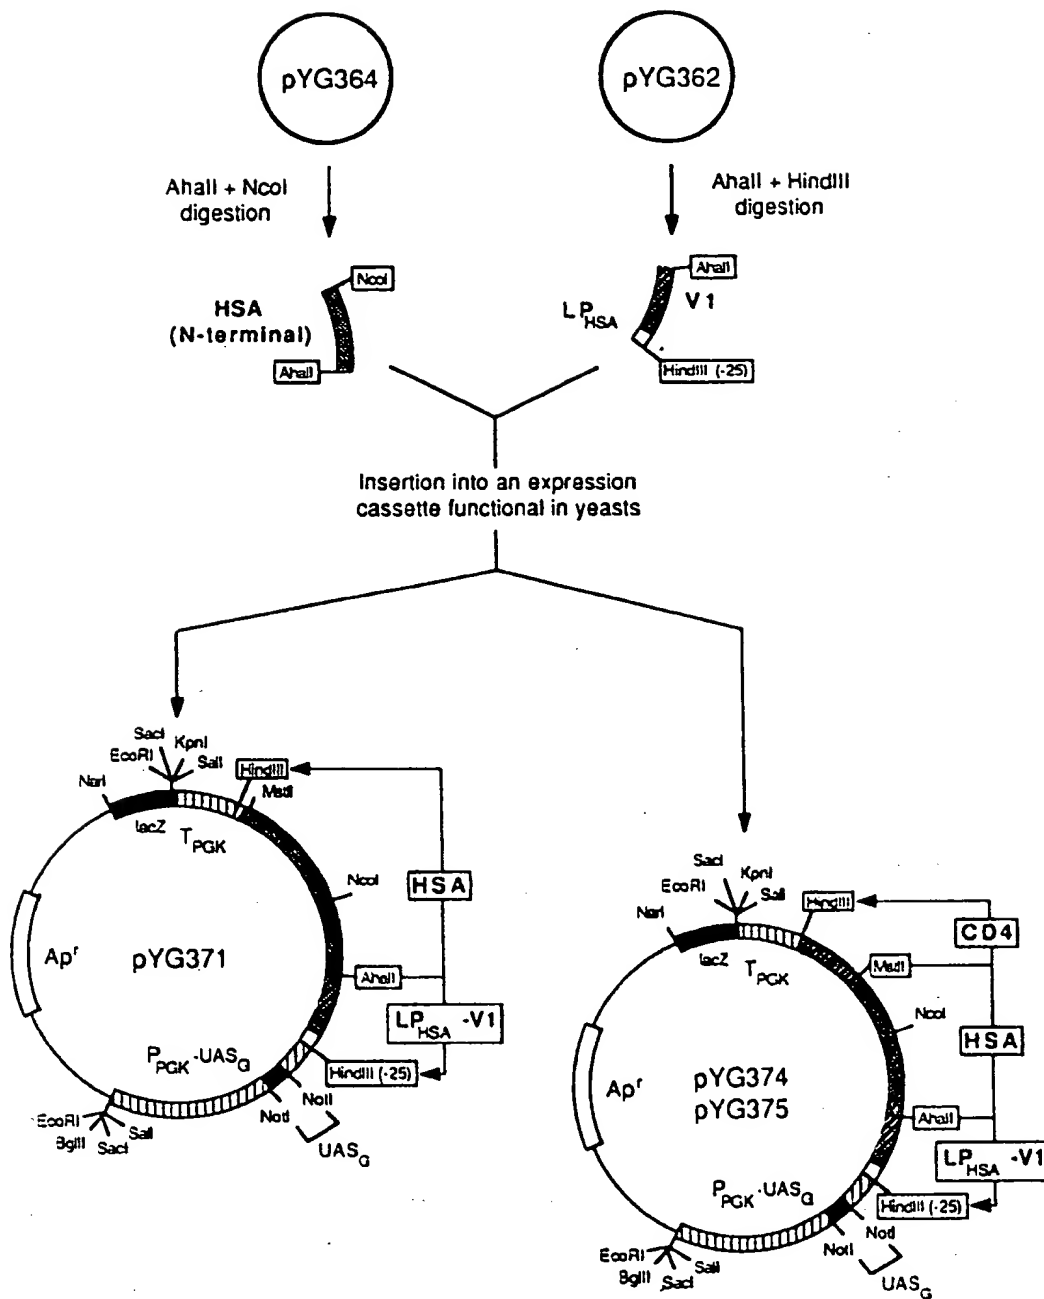 pYG364
pYG362
AhaII + NcoI
digestion
AhaII + HindIII
digestion
NcoI
HSA
(N-terminal)
AhaII
AhaII
V1
LP HSA
HindIII (-25)
Insertion into an expression
cassette functional in yeasts
SacI
KpnI
EcoRI
SalI
NarI
HindIII
MstII
lacZ
T PGK
NcoI
HSA
Ap r
pYG371
AhaII
LP HSA -V1
P PGK -UAS G
HindIII (-25)
NotI
NotI
UAS G
EcoRI
BglII
SacI
SalI
SacI
KpnI
EcoRI
SalI
NarI
HindIII
CD4
lacZ
T PGK
MstII
NcoI
HSA
Ap r
pYG374
pYG375
AhaII
LP HSA -V1
P PGK -UAS G
HindIII (-25)
NotI
NotI
UAS G
EcoRI
BglII
SacI
SalI